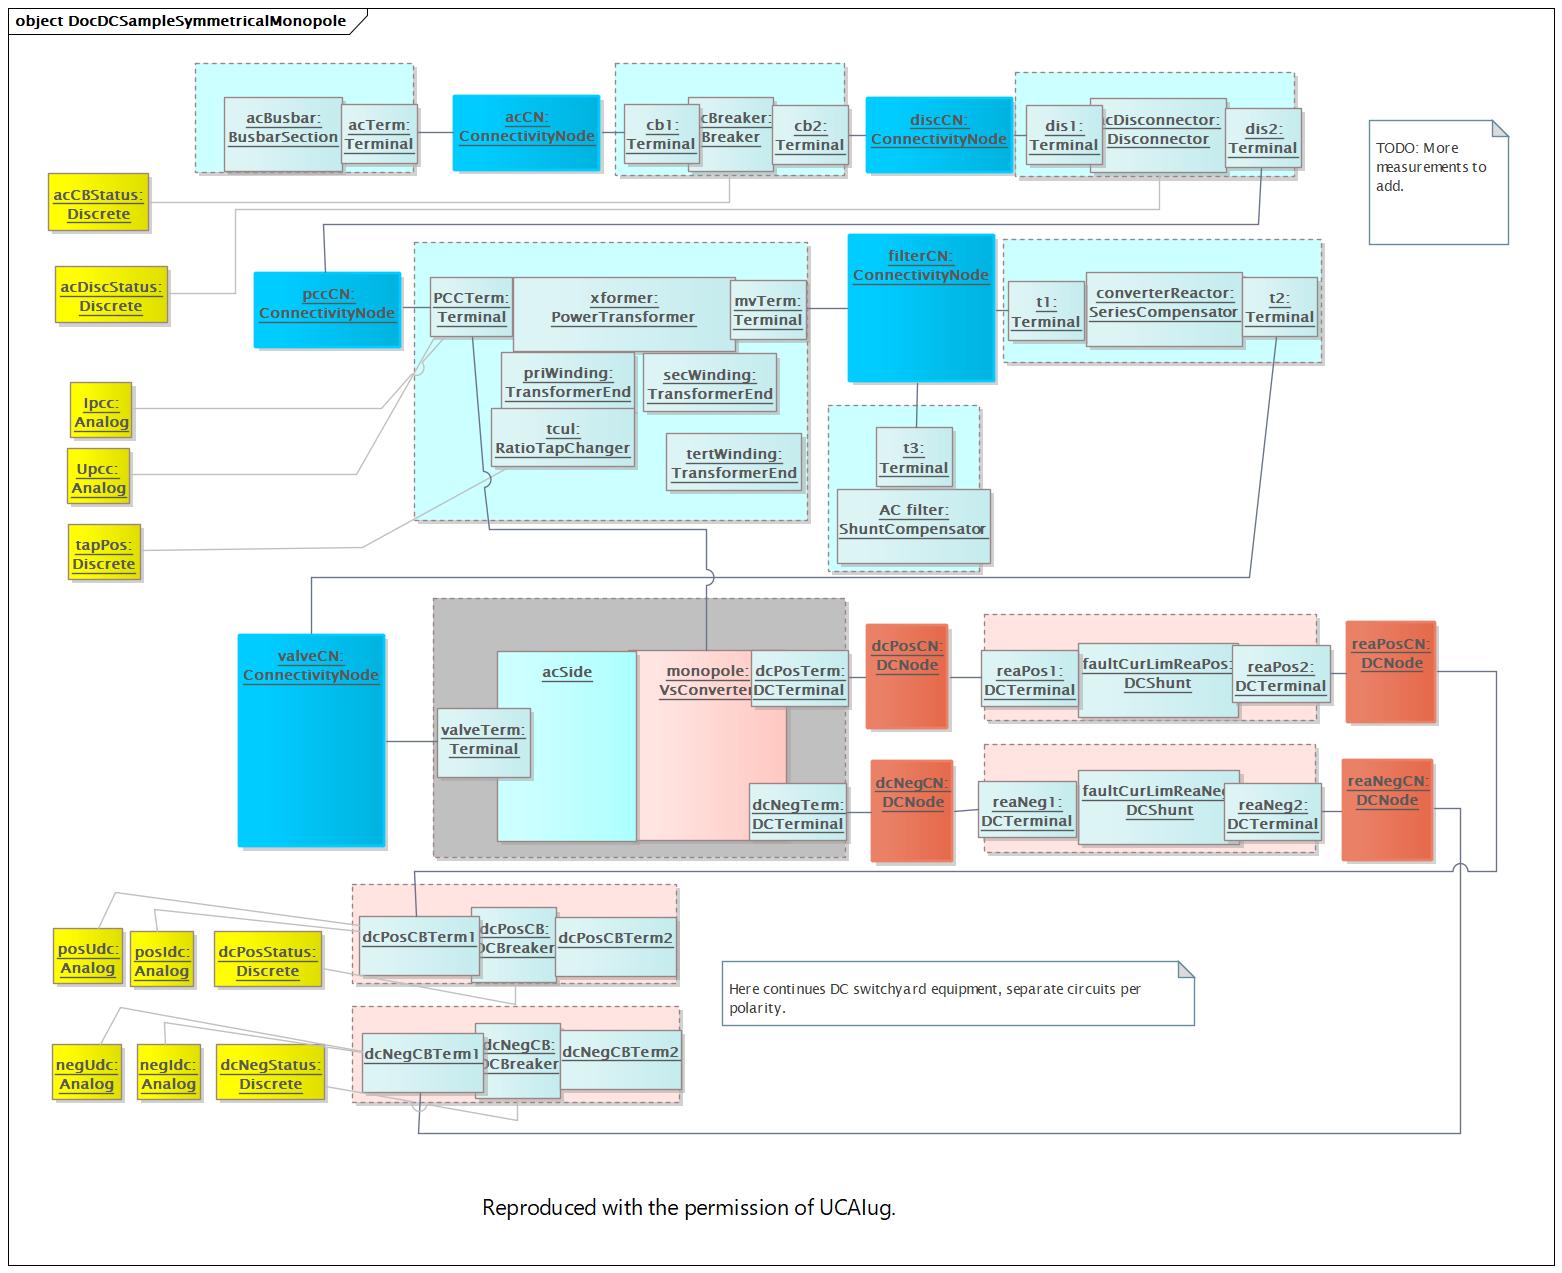 object DocDCSampleSymmetricalMonopole
acBusbar:
BusbarSection
acTerm:
Terminal
acCN:
ConnectivityNode
cb1:
Terminal
cBreaker:
Breaker
cb2:
Terminal
discCN:
ConnectivityNode
dis1:
Terminal
cDisconnector:
Disconnector
dis2:
Terminal
TODO: More
measurements to
add.
acCBStatus:
Discrete
acDiscStatus:
Discrete
pccCN:
ConnectivityNode
PCCTerm:
Terminal
xformer:
PowerTransformer
mvTerm:
Terminal
filterCN:
ConnectivityNode
t1:
Terminal
converterReactor:
SeriesCompensator
t2:
Terminal
priWinding:
TransformerEnd
secWinding:
TransformerEnd
Ipcc:
Analog
tcul:
RatioTapChanger
tertWinding:
TransformerEnd
t3:
Terminal
Upcc:
Analog
AC filter:
ShuntCompensator
tapPos:
Discrete
valveCN:
ConnectivityNode
acSide
monopole:
VsConverter
dcPosTerm:
DCTerminal
dcPosCN:
DCNode
reaPos1:
DCTerminal
faultCurLimReaPos:
DCShunt
reaPos2:
DCTerminal
reaPosCN:
DCNode
valveTerm:
Terminal
dcNegTerm:
DCTerminal
dcNegCN:
DCNode
reaNeg1:
DCTerminal
faultCurLimReaNe
DCShunt
reaNeg2:
DCTerminal
reaNegCN:
DCNode
posUdc:
Analog
posIdc:
Analog
dcPosStatus:
Discrete
dcPosCBTerm1
dcPosCB:
DCBreaker
dcPosCBTerm2
Here continues DC switchyard equipment, separate circuits per
polarity.
negUdc:
Analog
negIdc:
Analog
dcNegStatus:
Discrete
dcNegCBTerm1
dcNegCB:
DCBreaker
dcNegCBTerm2
Reproduced with the permission of UCAIug.